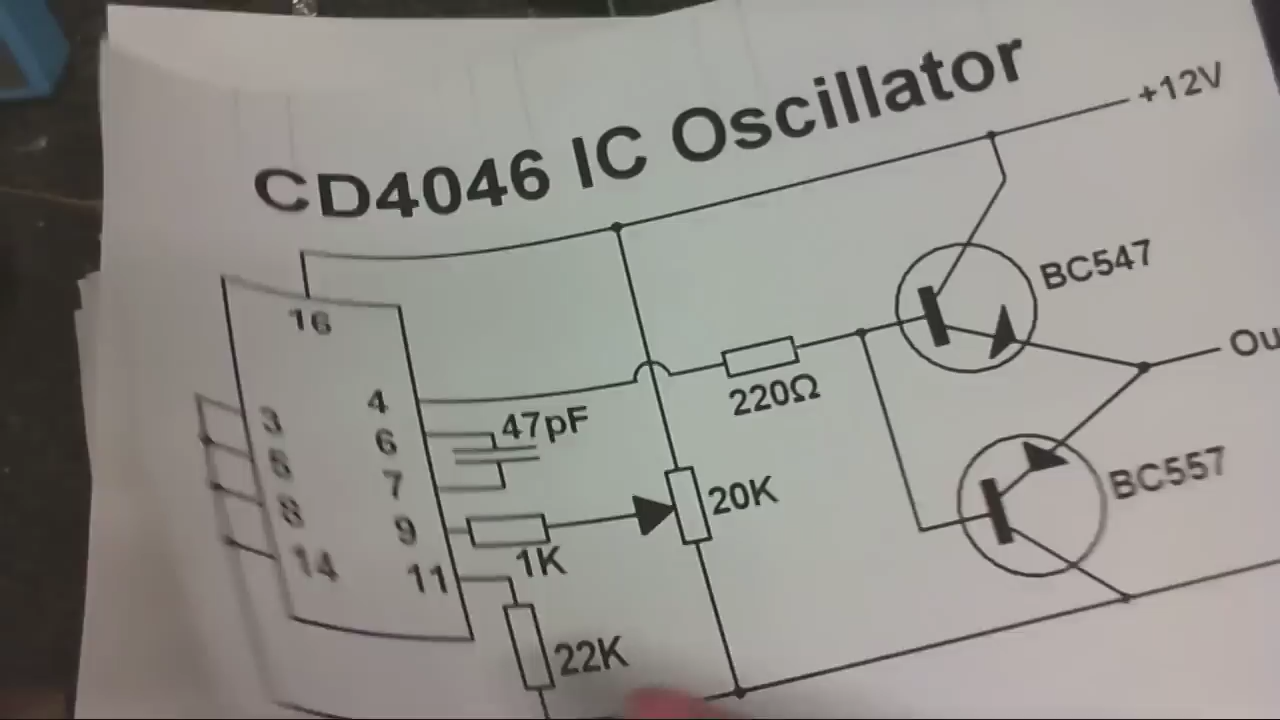 CD4046 IC Oscillator
+12V
16
BC547
4
220Ω
3
6
47pF
5
7
20K
BC557
8
9
1K
14
11
22K